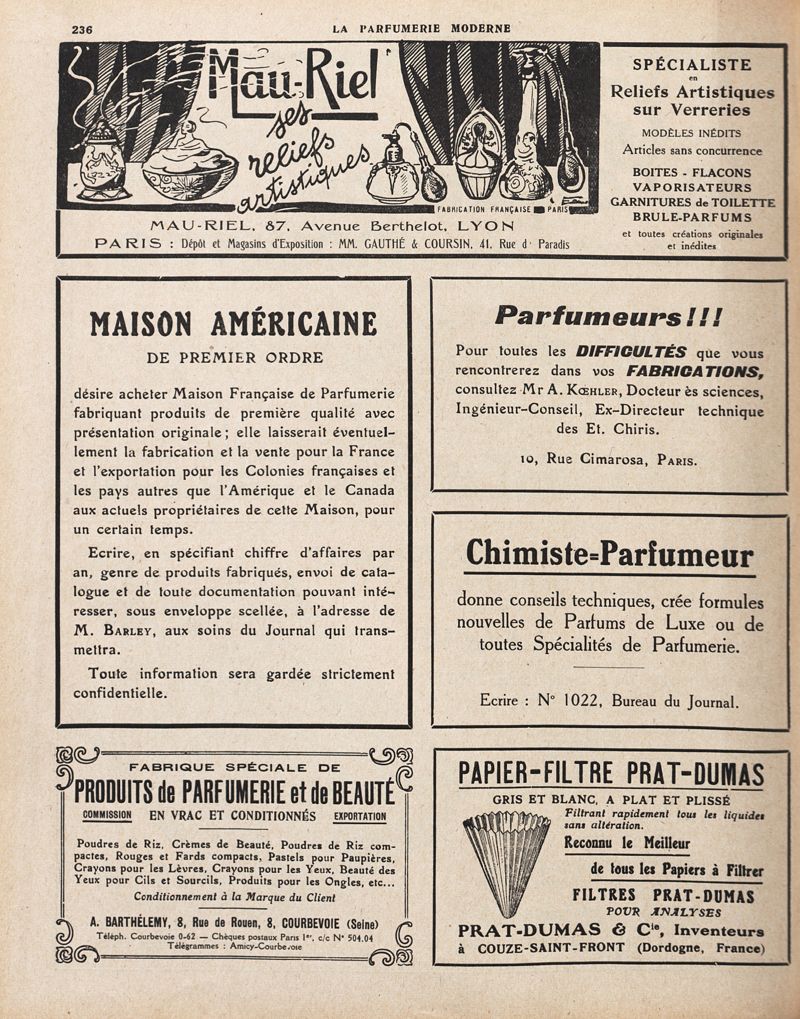 236
LA PARFUMERIE MODERNE
Mau-Riel
ses
reliefs
artistiques
FABRICATION FRANÇAISE PARIS
MAU-RIEL, 87, Avenue Berthelot, LYON
PARIS : Dépôt et Magasins d'Exposition : MM. GAUTHÉ & COURSIN, 41, Rue d Paradis
SPÉCIALISTE
en
Reliefs Artistiques
sur Verreries
MODÈLES INÉDITS
Articles sans concurrence
BOITES - FLACONS
VAPORISATEURS
GARNITURES de TOILETTE
BRULE-PARFUMS
et toutes créations originales
et inédites
MAISON AMÉRICAINE
DE PREMIER ORDRE
désire acheter Maison Française de Parfumerie
fabriquant produits de première qualité avec
présentation originale ; elle laisserait éventuel-
lement la fabrication et la vente pour la France
et l'exportation pour les Colonies françaises et
les pays autres que l'Amérique et le Canada
aux actuels propriétaires de cette Maison, pour
un certain temps.
Ecrire, en spécifiant chiffre d'affaires par
an, genre de produits fabriqués, envoi de cata-
logue et de toute documentation pouvant inté-
resser, sous enveloppe scellée, à l'adresse de
M. BARLEY, aux soins du Journal qui trans-
mettra.
Toute information sera gardée strictement
confidentielle.
Parfumeurs!!!
Pour toutes les DIFFICULTÉS que vous
rencontrerez dans vos FABRICATIONS,
consultez Mr A. KŒHLER, Docteur ès sciences,
Ingénieur-Conseil, Ex-Directeur technique
des Et. Chiris.
10, Rue Cimarosa, PARIS.
Chimiste=Parfumeur
donne conseils techniques, crée formules
nouvelles de Parfums de Luxe ou de
toutes Spécialités de Parfumerie.
Ecrire : N° 1022, Bureau du Journal.
FABRIQUE SPÉCIALE DE
PRODUITS de PARFUMERIE et de BEAUTÉ
COMMISSION EN VRAC ET CONDITIONNÉS EXPORTATION
Poudres de Riz, Crèmes de Beauté, Poudres de Riz com-
pactes, Rouges et Fards compacts, Pastels pour Paupières,
Crayons pour les Lèvres, Crayons pour les Yeux, Beauté des
Yeux pour Cils et Sourcils, Produits pour les Ongles, etc...
Conditionnement à la Marque du Client
A. BARTHÉLEMY, 8, Rue de Rouen, 8, COURBEVOIE (Seine)
Téléph. Courbevoie 0-62 — Chèques postaux Paris 1er, c/c N° 504.04
Télégrammes : Amicy-Courbevoie
PAPIER-FILTRE PRAT-DUMAS
GRIS ET BLANC, A PLAT ET PLISSÉ
Filtrant rapidement tous les liquides
sans altération.
Reconnu le Meilleur
de tous les Papiers à Filtrer
FILTRES PRAT-DUMAS
POUR ANALYSES
PRAT-DUMAS & Cie, Inventeurs
à COUZE-SAINT-FRONT (Dordogne, France)